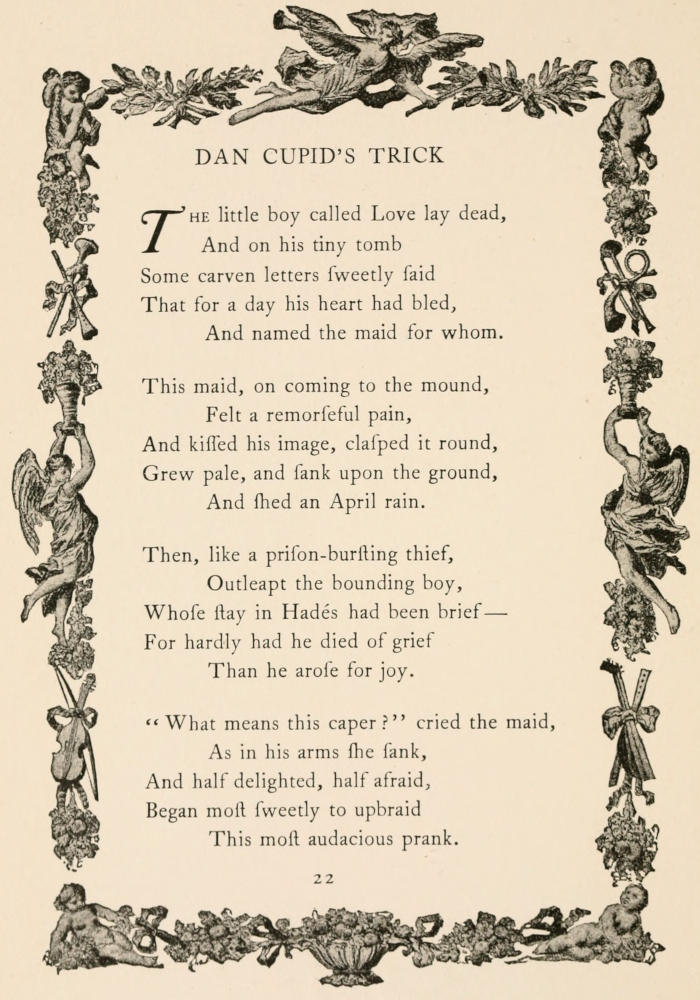 DAN CUPID'S TRICK
THE little boy called Love lay dead,
And on his tiny tomb
Some carven letters ſweetly ſaid
That for a day his heart had bled,
And named the maid for whom.
This maid, on coming to the mound,
Felt a remorſeful pain,
And kiſſed his image, claſped it round,
Grew pale, and ſank upon the ground,
And ſhed an April rain.
Then, like a priſon-burſting thief,
Outleapt the bounding boy,
Whoſe ſtay in Hadés had been brief—
For hardly had he died of grief
Than he aroſe for joy.
“What means this caper?” cried the maid,
As in his arms ſhe ſank,
And half delighted, half afraid,
Began moſt ſweetly to upbraid
This moſt audacious prank.
22